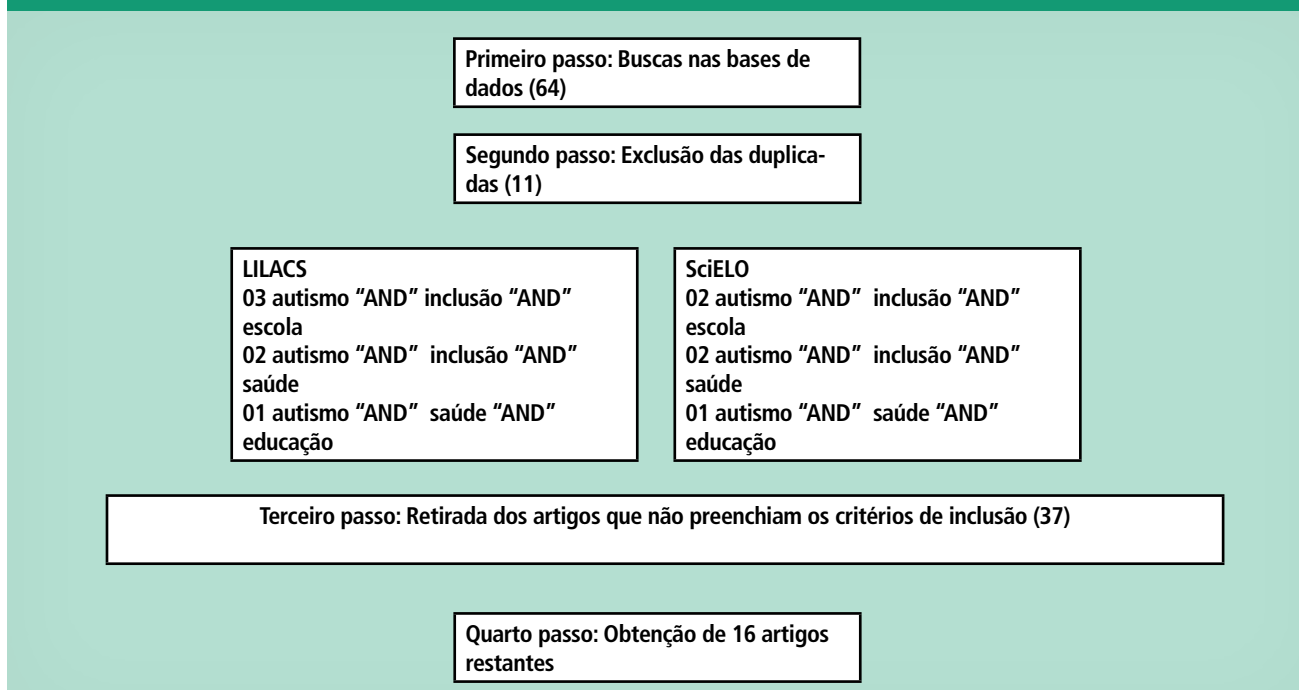 Primeiro passo: Buscas nas bases de
dados (64)
Segundo passo: Exclusão das duplica-
das (11)
LILACS
03 autismo “AND” inclusão “AND”
escola
02 autismo “AND” inclusão “AND”
saúde
01 autismo “AND” saúde “AND”
educação
SciELO
02 autismo “AND” inclusão “AND”
escola
02 autismo “AND” inclusão “AND”
saúde
01 autismo “AND” saúde “AND”
educação
Terceiro passo: Retirada dos artigos que não preenchiam os critérios de inclusão (37)
Quarto passo: Obtenção de 16 artigos
restantes